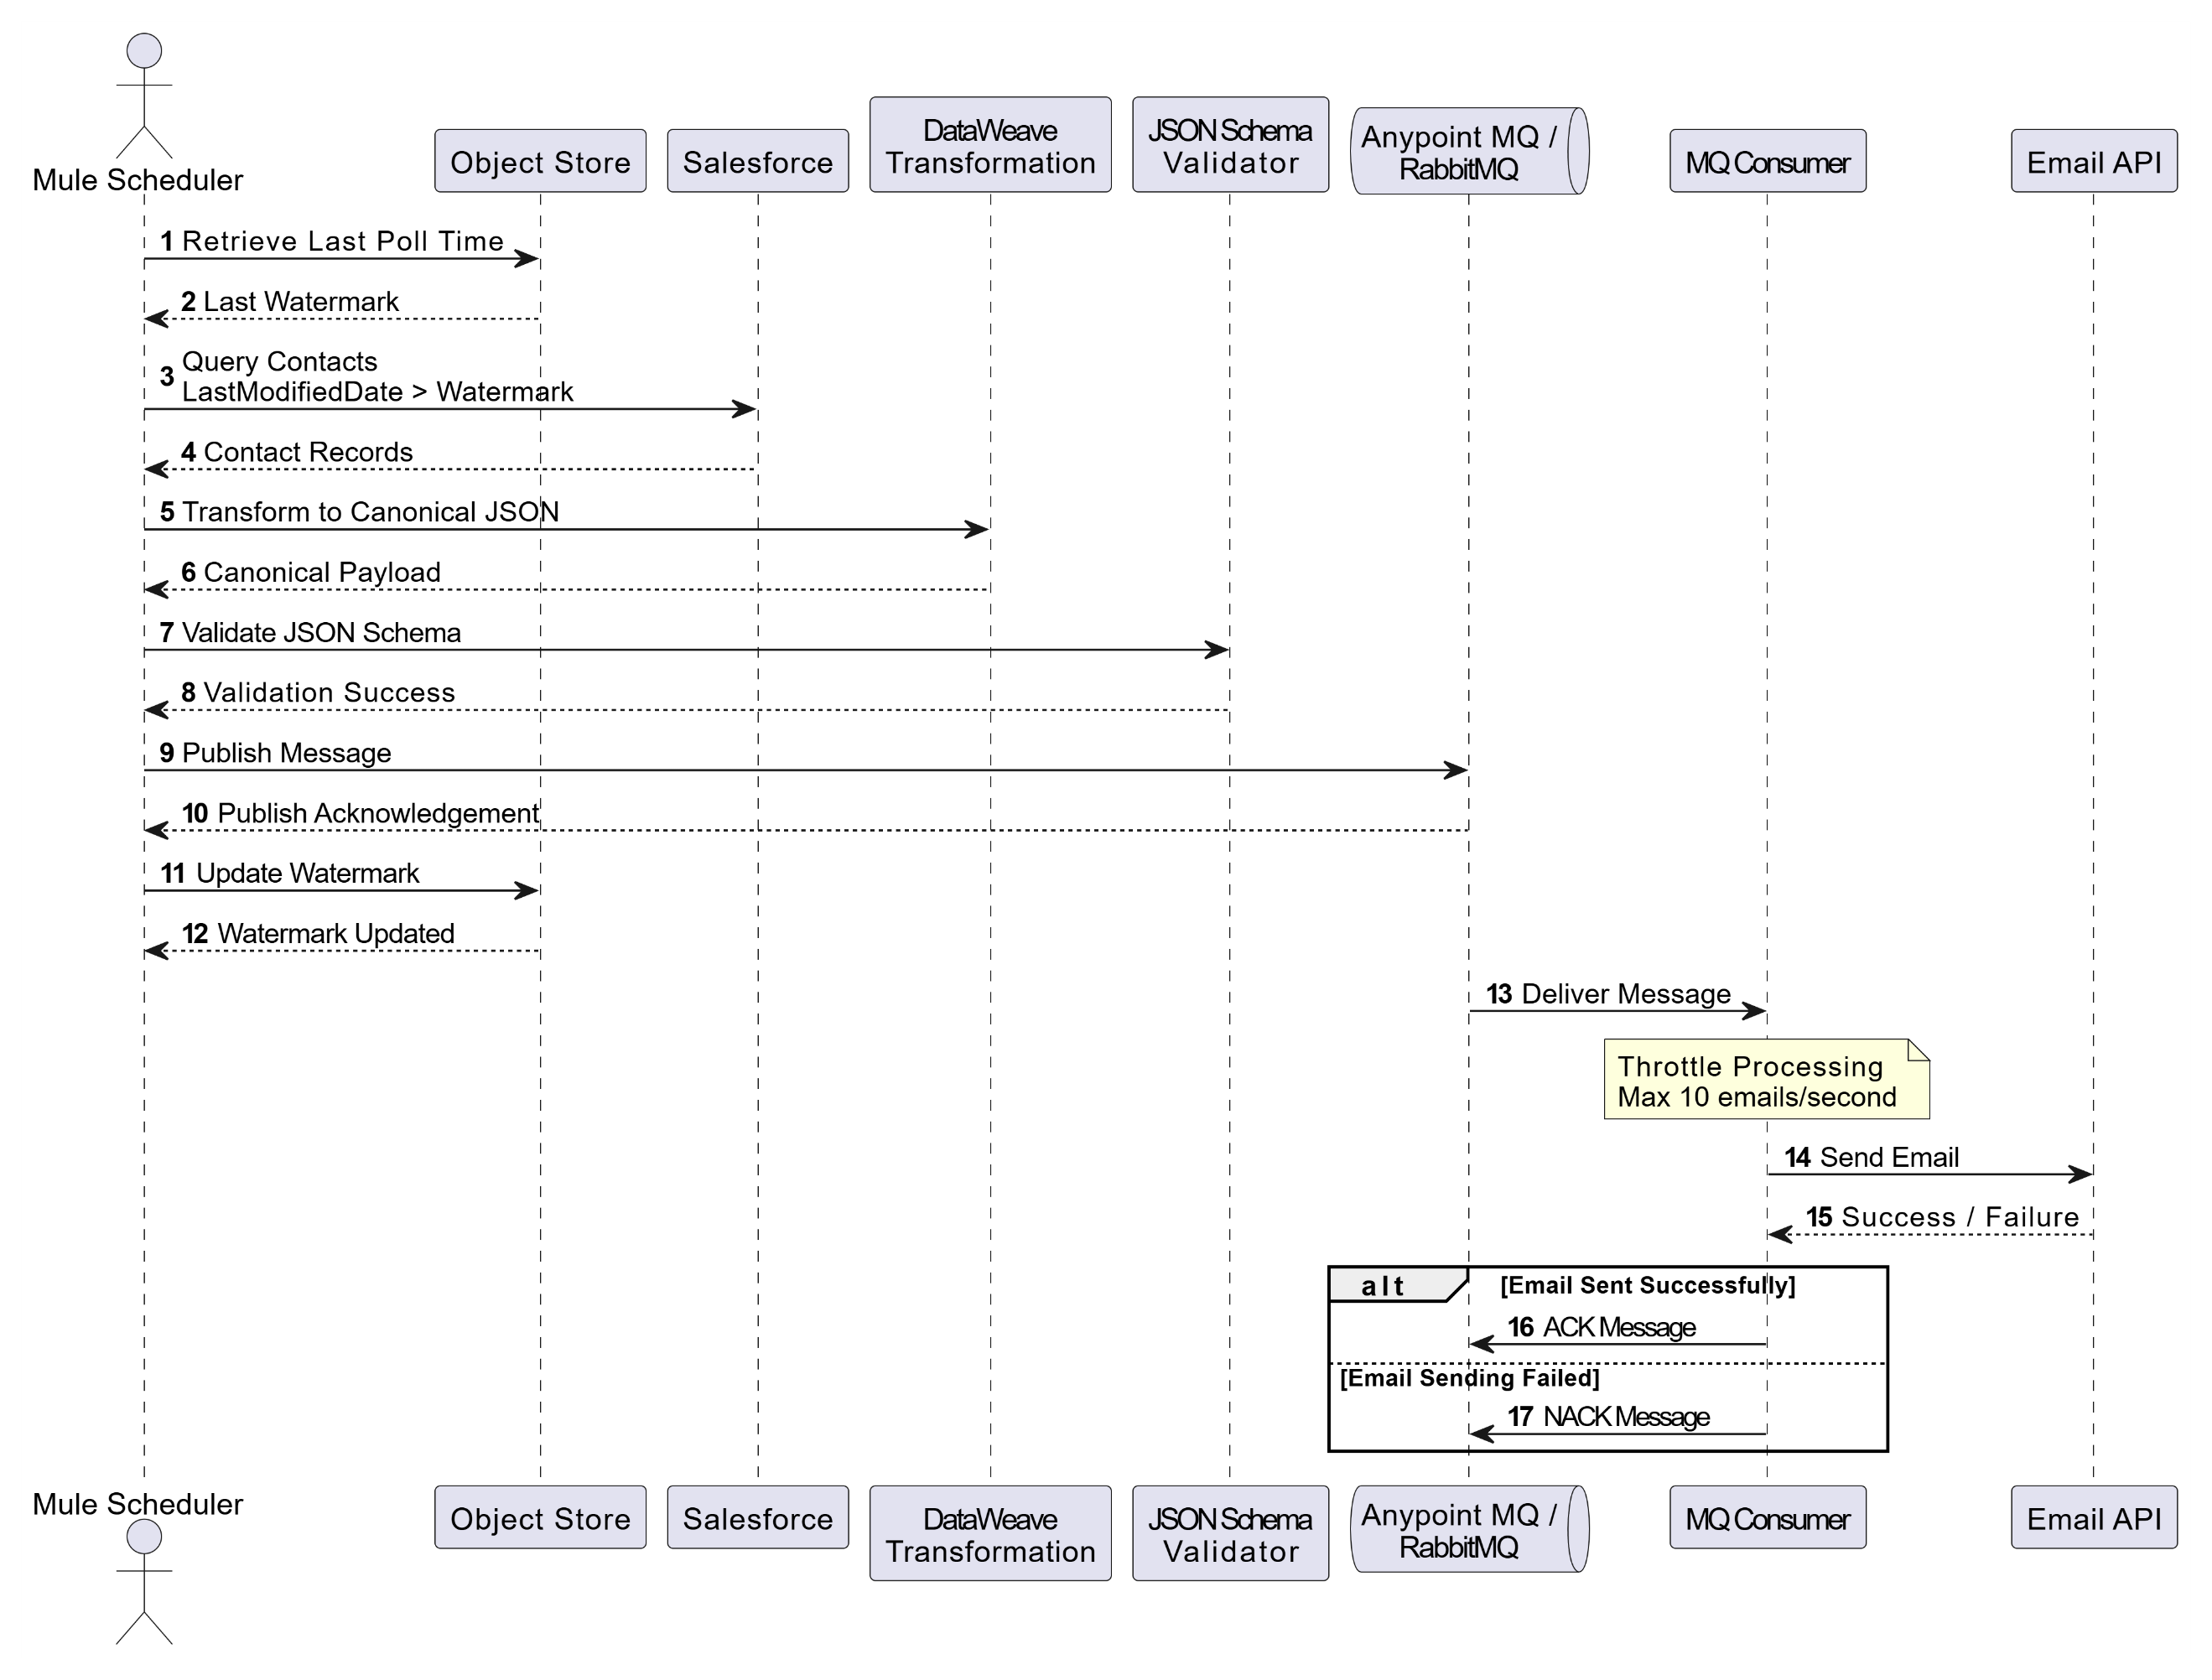 Mule Scheduler
Object Store
Salesforce
DataWeave
Transformation
JSON Schema
Validator
Anypoint MQ /
RabbitMQ
MQ Consumer
Email API
1 Retrieve Last Poll Time
2 Last Watermark
3 Query Contacts
LastModifiedDate > Watermark
4 Contact Records
5 Transform to Canonical JSON
6 Canonical Payload
7 Validate JSON Schema
8 Validation Success
9 Publish Message
10 Publish Acknowledgement
11 Update Watermark
12 Watermark Updated
13 Deliver Message
Throttle Processing
Max 10 emails/second
14 Send Email
15 Success / Failure
alt [Email Sent Successfully]
16 ACK Message
[Email Sending Failed]
17 NACK Message
Mule Scheduler
Object Store
Salesforce
DataWeave
Transformation
JSON Schema
Validator
Anypoint MQ /
RabbitMQ
MQ Consumer
Email API